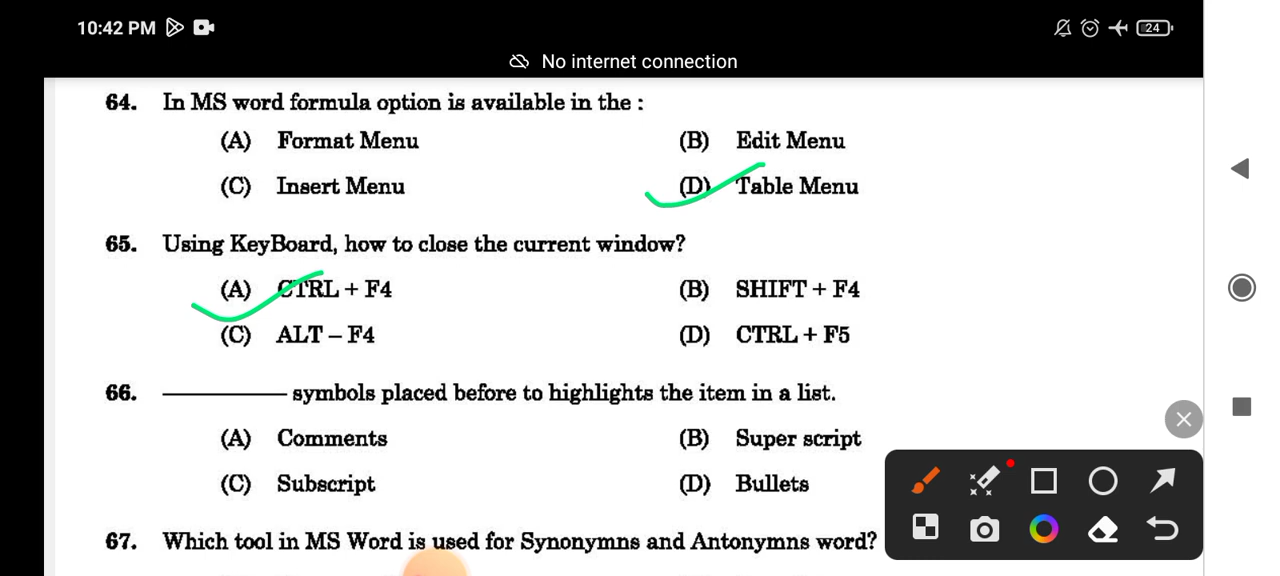 10:42 PM
24
No internet connection
64. In MS word formula option is available in the :
(A) Format Menu (B) Edit Menu
(C) Insert Menu (D) Table Menu
65. Using KeyBoard, how to close the current window?
(A) CTRL + F4 (B) SHIFT + F4
(C) ALT – F4 (D) CTRL + F5
66. ———— symbols placed before to highlights the item in a list.
(A) Comments (B) Super script
(C) Subscript (D) Bullets
67. Which tool in MS Word is used for Synonymns and Antonymns word?